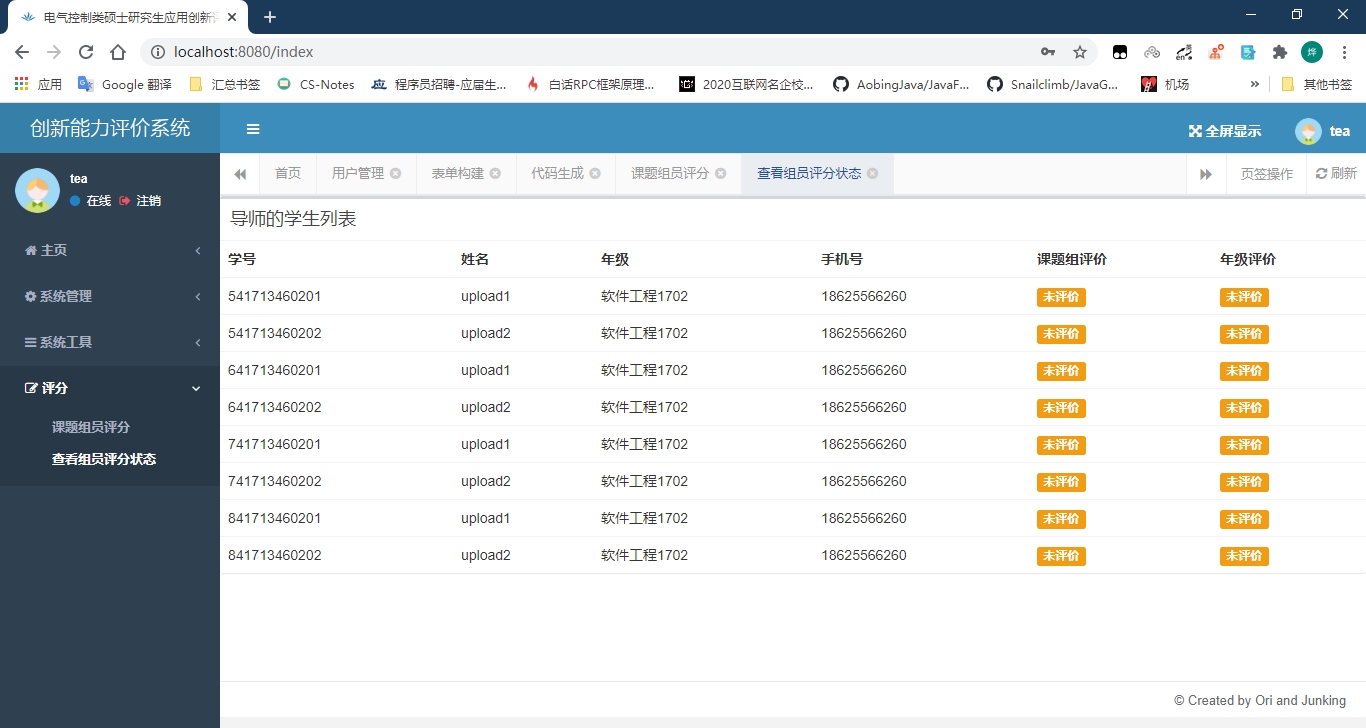 电气控制类硕士研究生应用创新
localhost:8080/index
烨
应用 Google 翻译 汇总书签 CS-Notes 程序员招聘-应届生... 白话RPC框架原理... 2020互联网名企校... AobingJava/JavaF... Snailclimb/JavaG... 机场 » 其他书签
创新能力评价系统 全屏显示 tea
tea
在线 注销
首页 用户管理 表单构建 代码生成 课题组员评分 查看组员评分状态 页签操作 刷新
主页
系统管理
系统工具
评分
课题组员评分
查看组员评分状态
导师的学生列表
学号 姓名 年级 手机号 课题组评价 年级评价
541713460201 upload1 软件工程1702 18625566260 未评价 未评价
541713460202 upload2 软件工程1702 18625566260 未评价 未评价
641713460201 upload1 软件工程1702 18625566260 未评价 未评价
641713460202 upload2 软件工程1702 18625566260 未评价 未评价
741713460201 upload1 软件工程1702 18625566260 未评价 未评价
741713460202 upload2 软件工程1702 18625566260 未评价 未评价
841713460201 upload1 软件工程1702 18625566260 未评价 未评价
841713460202 upload2 软件工程1702 18625566260 未评价 未评价
© Created by Ori and Junking